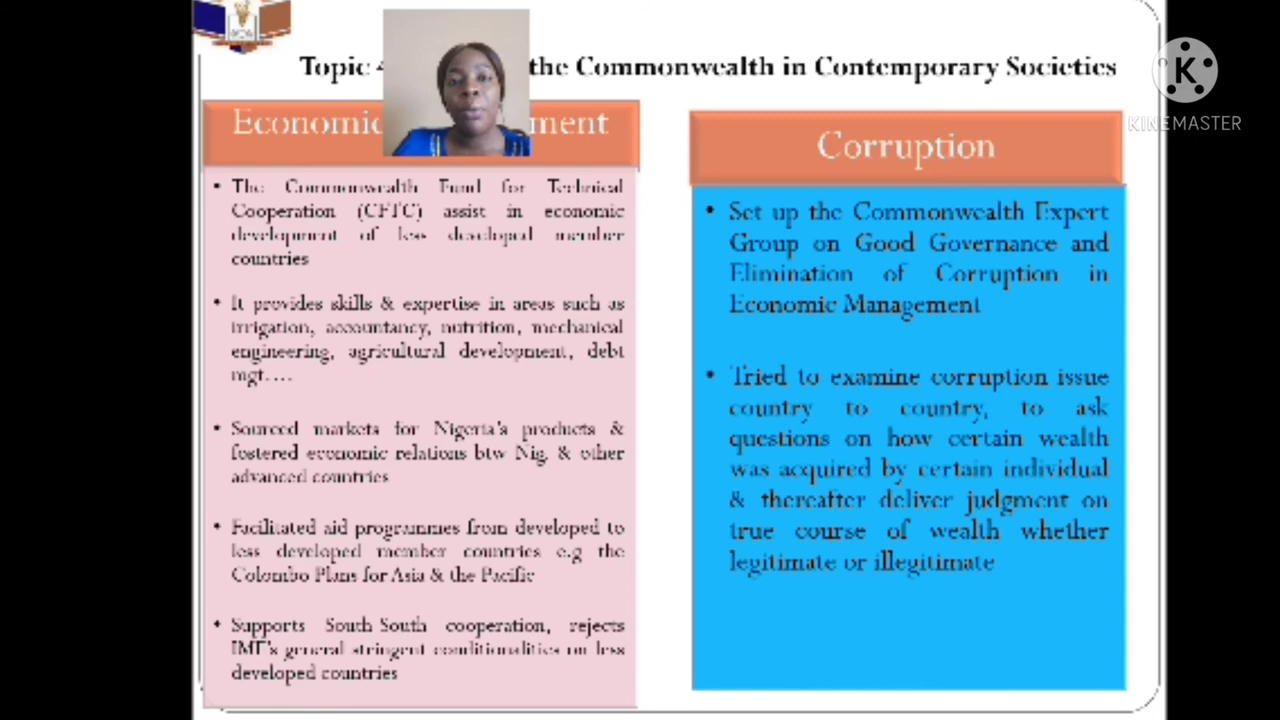 Topic 4 the Commonwealth in Contemporary Societies
Economic ment
• The Commonwealth Fund for Technical
Cooperation (CFTC) assist in economic
development of less developed member
countries
• It provides skills & expertise in areas such as
irrigation, accountancy, nutrition, mechanical
engineering, agricultural development, debt
mgt….
• Sourced markets for Nigeria's products &
fostered economic relations btw Nig. & other
advanced countries
• Facilitated aid programmes from developed to
less developed member countries e.g the
Colombo Plans for Asia & the Pacific
• Supports South-South cooperation, rejects
IMF's general stringent conditionalities on less
developed countries
Corruption
• Set up the Commonwealth Expert
Group on Good Governance and
Elimination of Corruption in
Economic Management
• Tried to examine corruption issue
country to country, to ask
questions on how certain wealth
was acquired by certain individual
& thereafter deliver judgment on
true course of wealth whether
legitimate or illegitimate
K
KINEMASTER